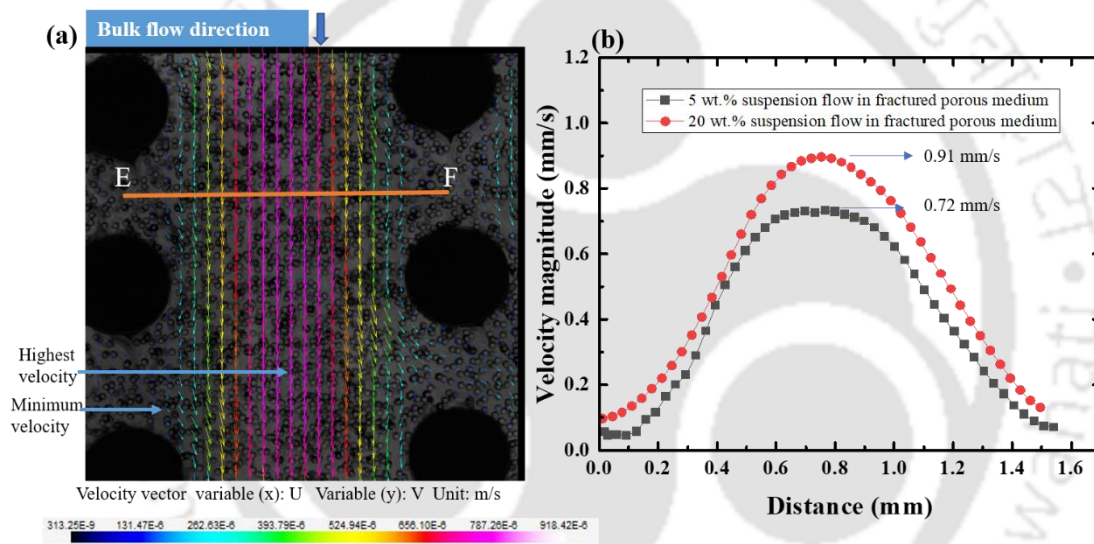 (a)
Bulk flow direction
E
F
Highest
velocity
Minimum
velocity
Velocity vector variable (x): U Variable (y): V Unit: m/s
313.25E-9 131.47E-6 262.63E-6 393.79E-6 524.94E-6 656.10E-6 787.26E-6 918.42E-6
(b)
1.2
1.0
0.8
0.6
0.4
0.2
0.0
Velocity magnitude (mm/s)
5 wt.% suspension flow in fractured porous medium
20 wt.% suspension flow in fractured porous medium
0.91 mm/s
0.72 mm/s
0.0 0.2 0.4 0.6 0.8 1.0 1.2 1.4 1.6
Distance (mm)